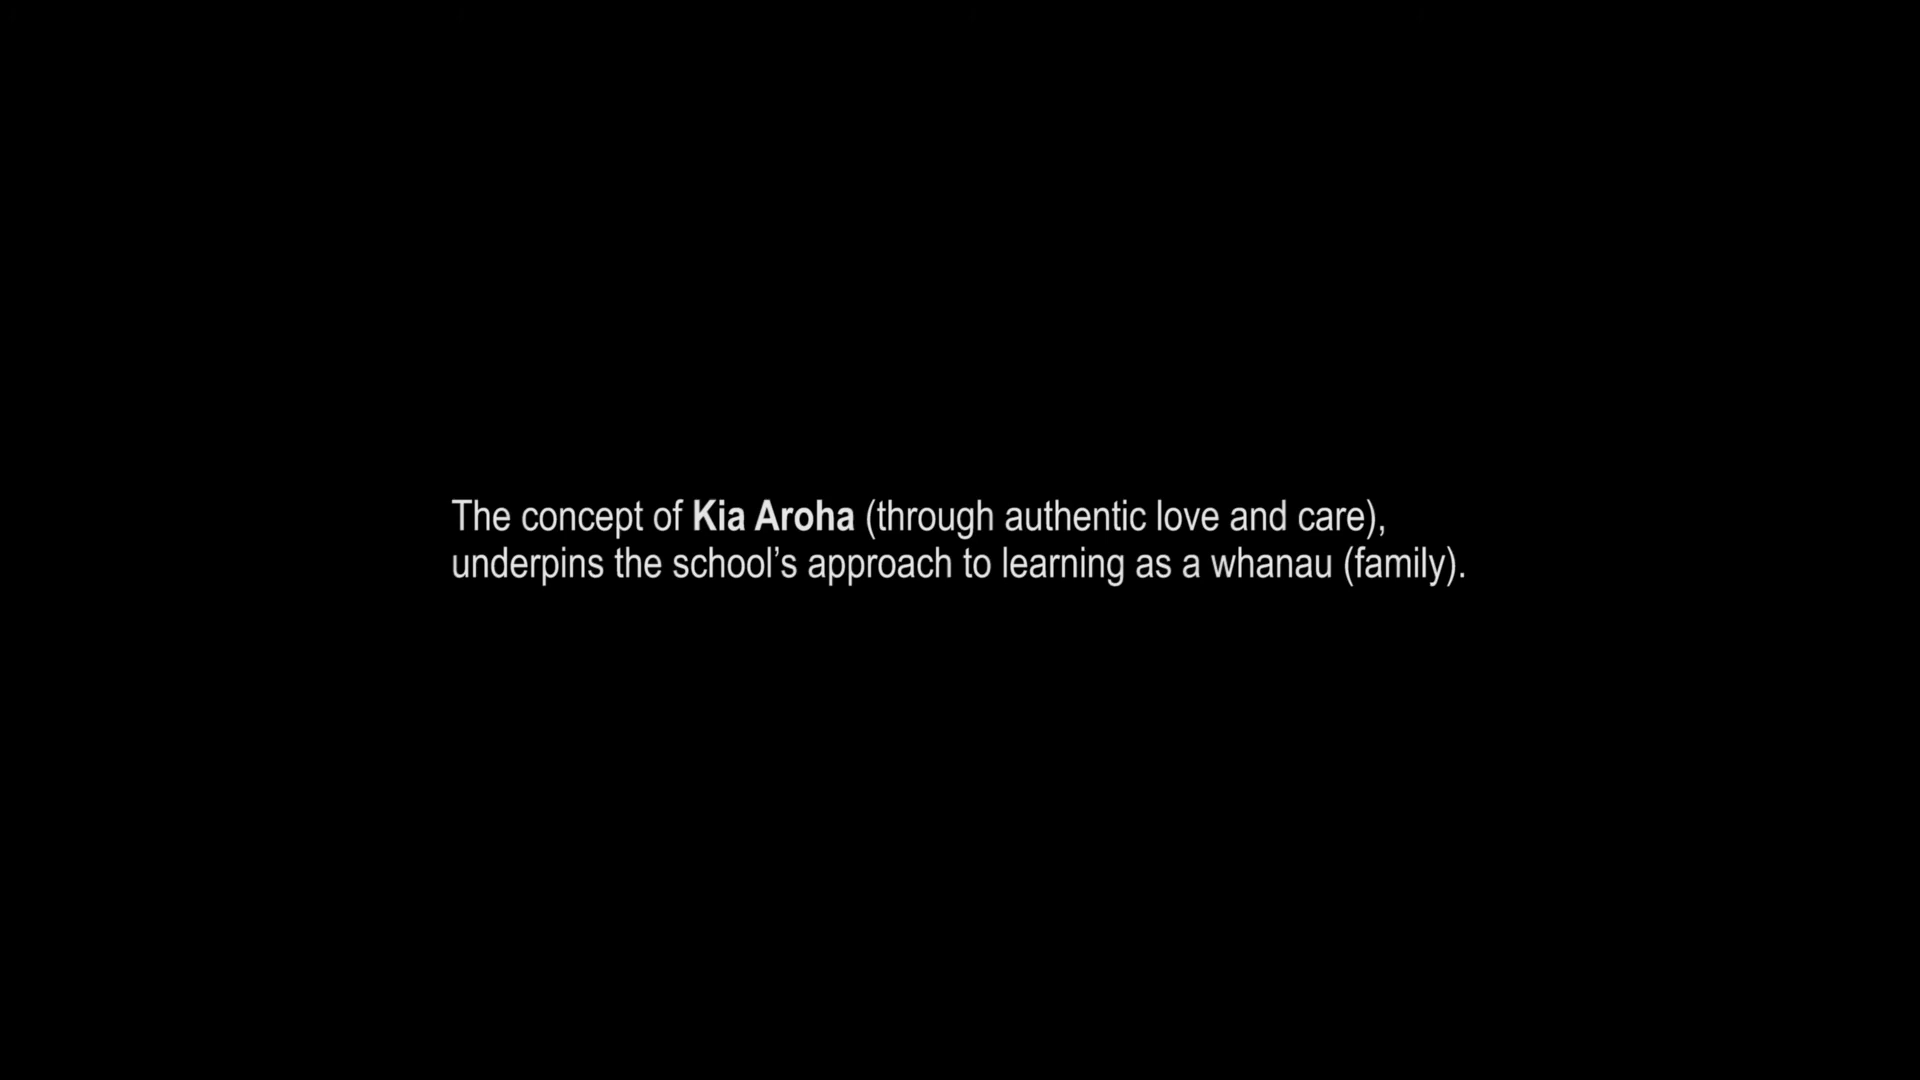 The concept of Kia Aroha (through authentic love and care),
underpins the school’s approach to learning as a whanau (family).